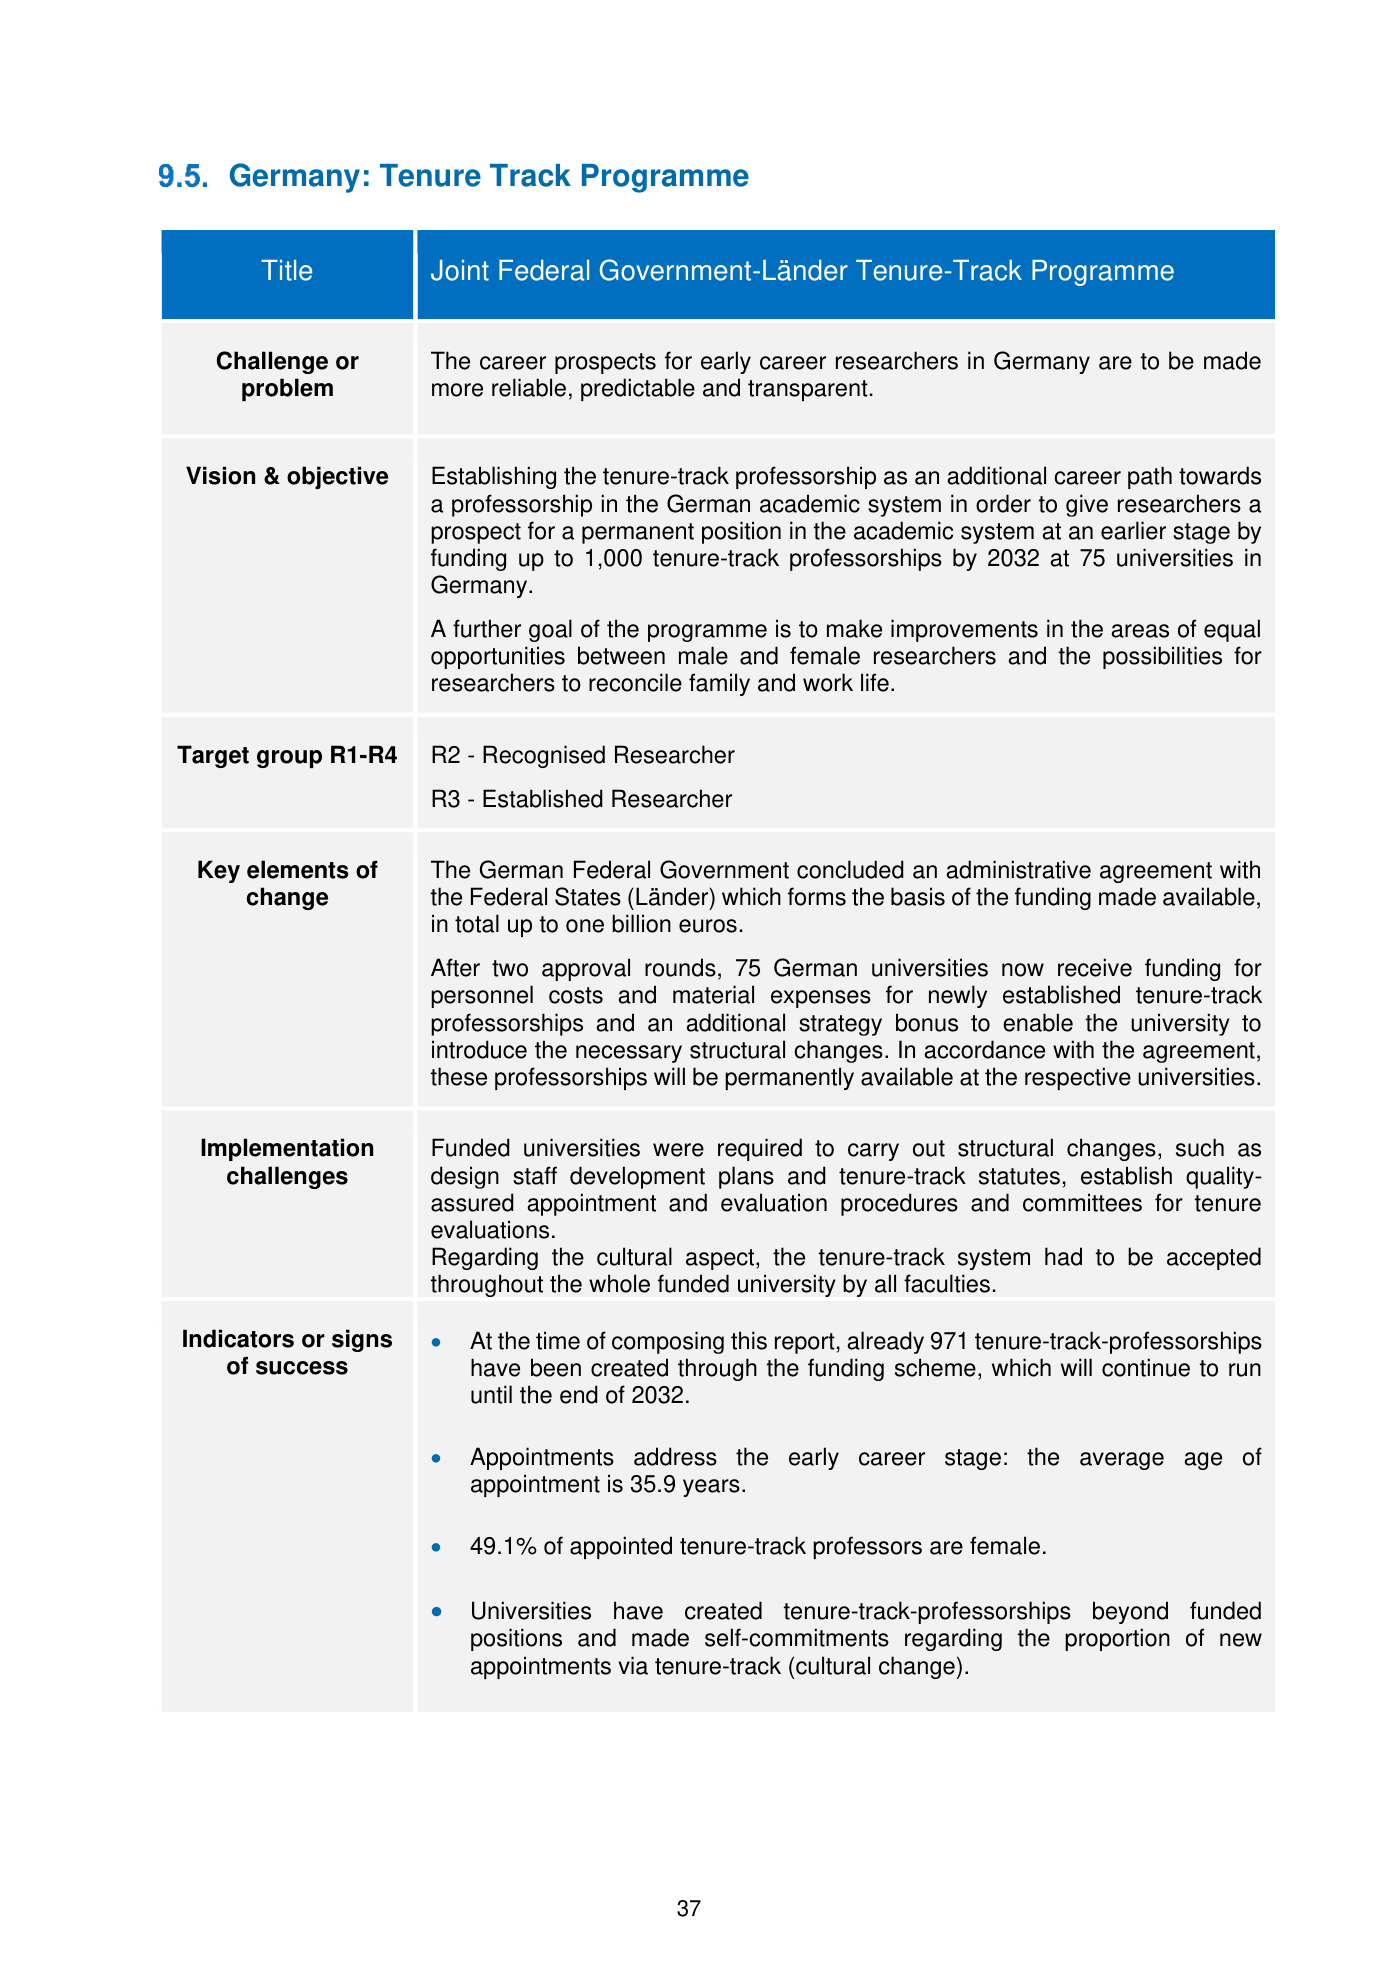 9.5. Germany: Tenure Track Programme
Title
Joint Federal Government-Länder Tenure-Track Programme
Challenge or
problem
The career prospects for early career researchers in Germany are to be made
more reliable, predictable and transparent.
Vision & objective
Establishing the tenure-track professorship as an additional career path towards
a professorship in the German academic system in order to give researchers a
prospect for a permanent position in the academic system at an earlier stage by
funding up to 1,000 tenure-track professorships by 2032 at 75 universities in
Germany.
A further goal of the programme is to make improvements in the areas of equal
opportunities between male and female researchers and the possibilities for
researchers to reconcile family and work life.
Target group R1-R4
R2 - Recognised Researcher
R3 - Established Researcher
Key elements of
change
The German Federal Government concluded an administrative agreement with
the Federal States (Länder) which forms the basis of the funding made available,
in total up to one billion euros.
After two approval rounds, 75 German universities now receive funding for
personnel costs and material expenses for newly established tenure-track
professorships and an additional strategy bonus to enable the university to
introduce the necessary structural changes. In accordance with the agreement,
these professorships will be permanently available at the respective universities.
Implementation
challenges
Funded universities were required to carry out structural changes, such as
design staff development plans and tenure-track statutes, establish quality-
assured appointment and evaluation procedures and committees for tenure
evaluations.
Regarding the cultural aspect, the tenure-track system had to be accepted
throughout the whole funded university by all faculties.
Indicators or signs
of success
• At the time of composing this report, already 971 tenure-track-professorships
have been created through the funding scheme, which will continue to run
until the end of 2032.
• Appointments address the early career stage: the average age of
appointment is 35.9 years.
• 49.1% of appointed tenure-track professors are female.
• Universities have created tenure-track-professorships beyond funded
positions and made self-commitments regarding the proportion of new
appointments via tenure-track (cultural change).
37